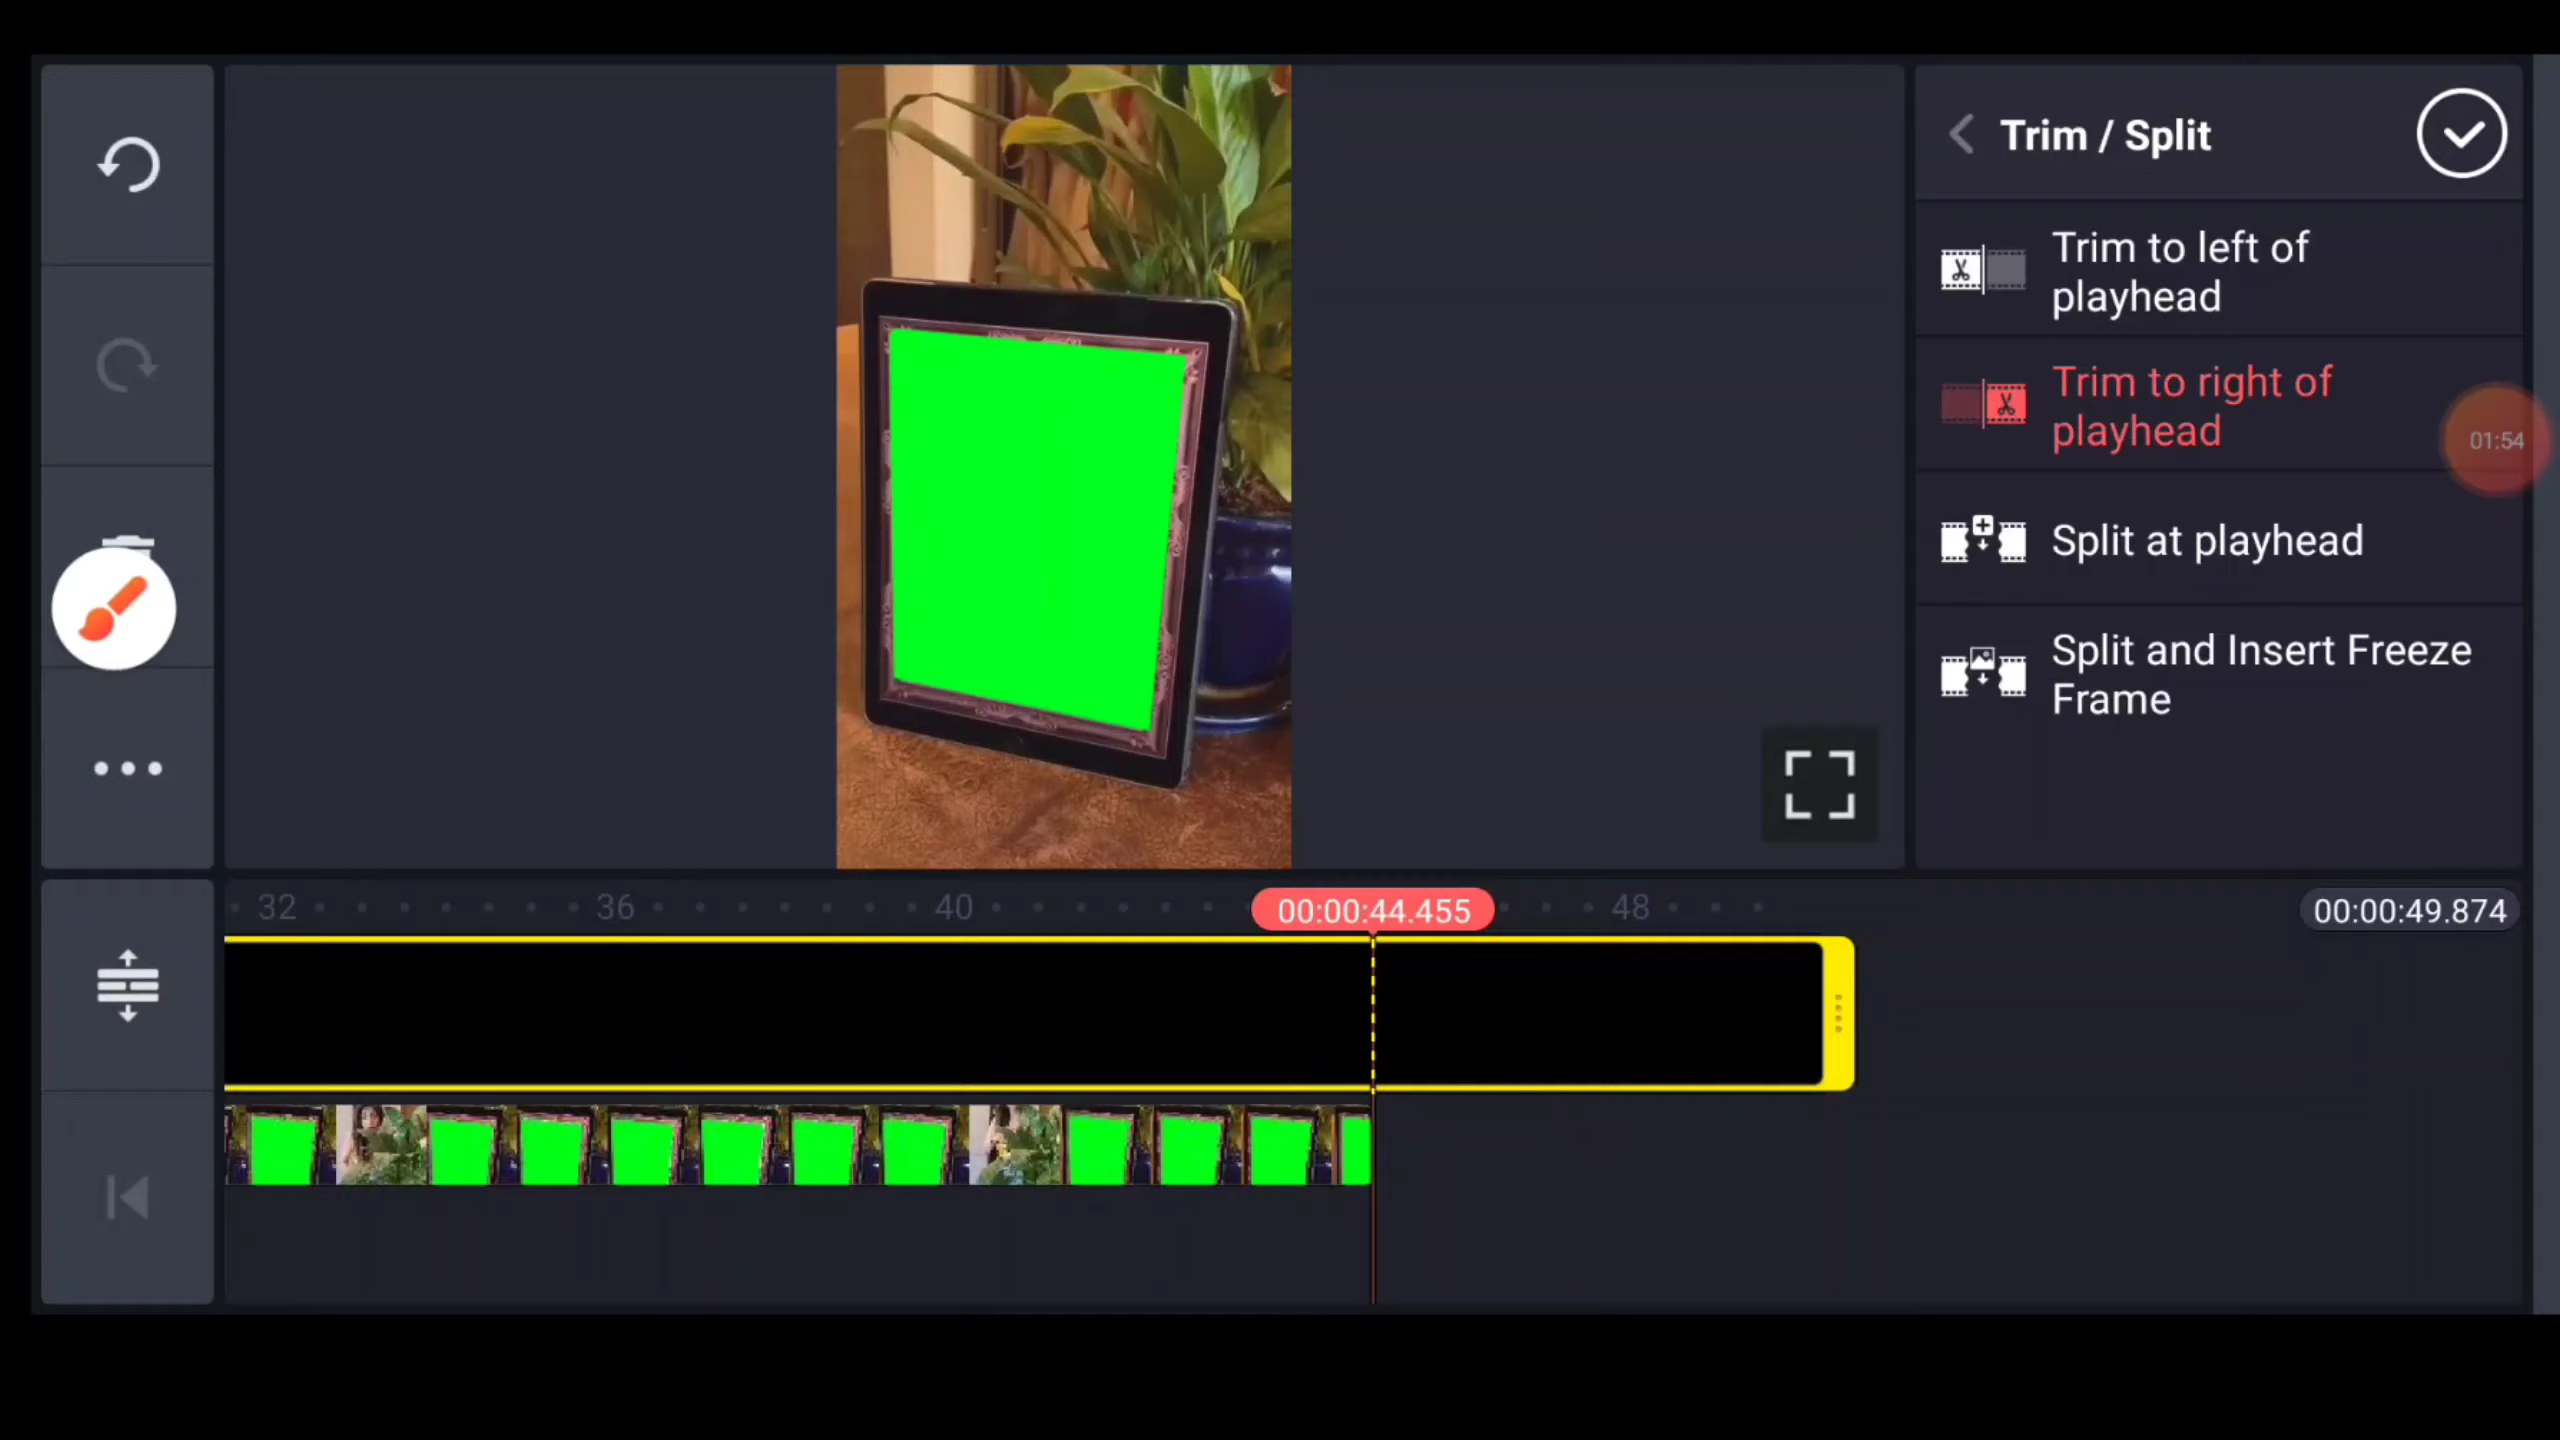 Trim / Split
Trim to left of
playhead
Trim to right of
playhead
01:54
Split at playhead
Split and Insert Freeze
Frame
32
36
40
00:00:44.455
48
00:00:49.874